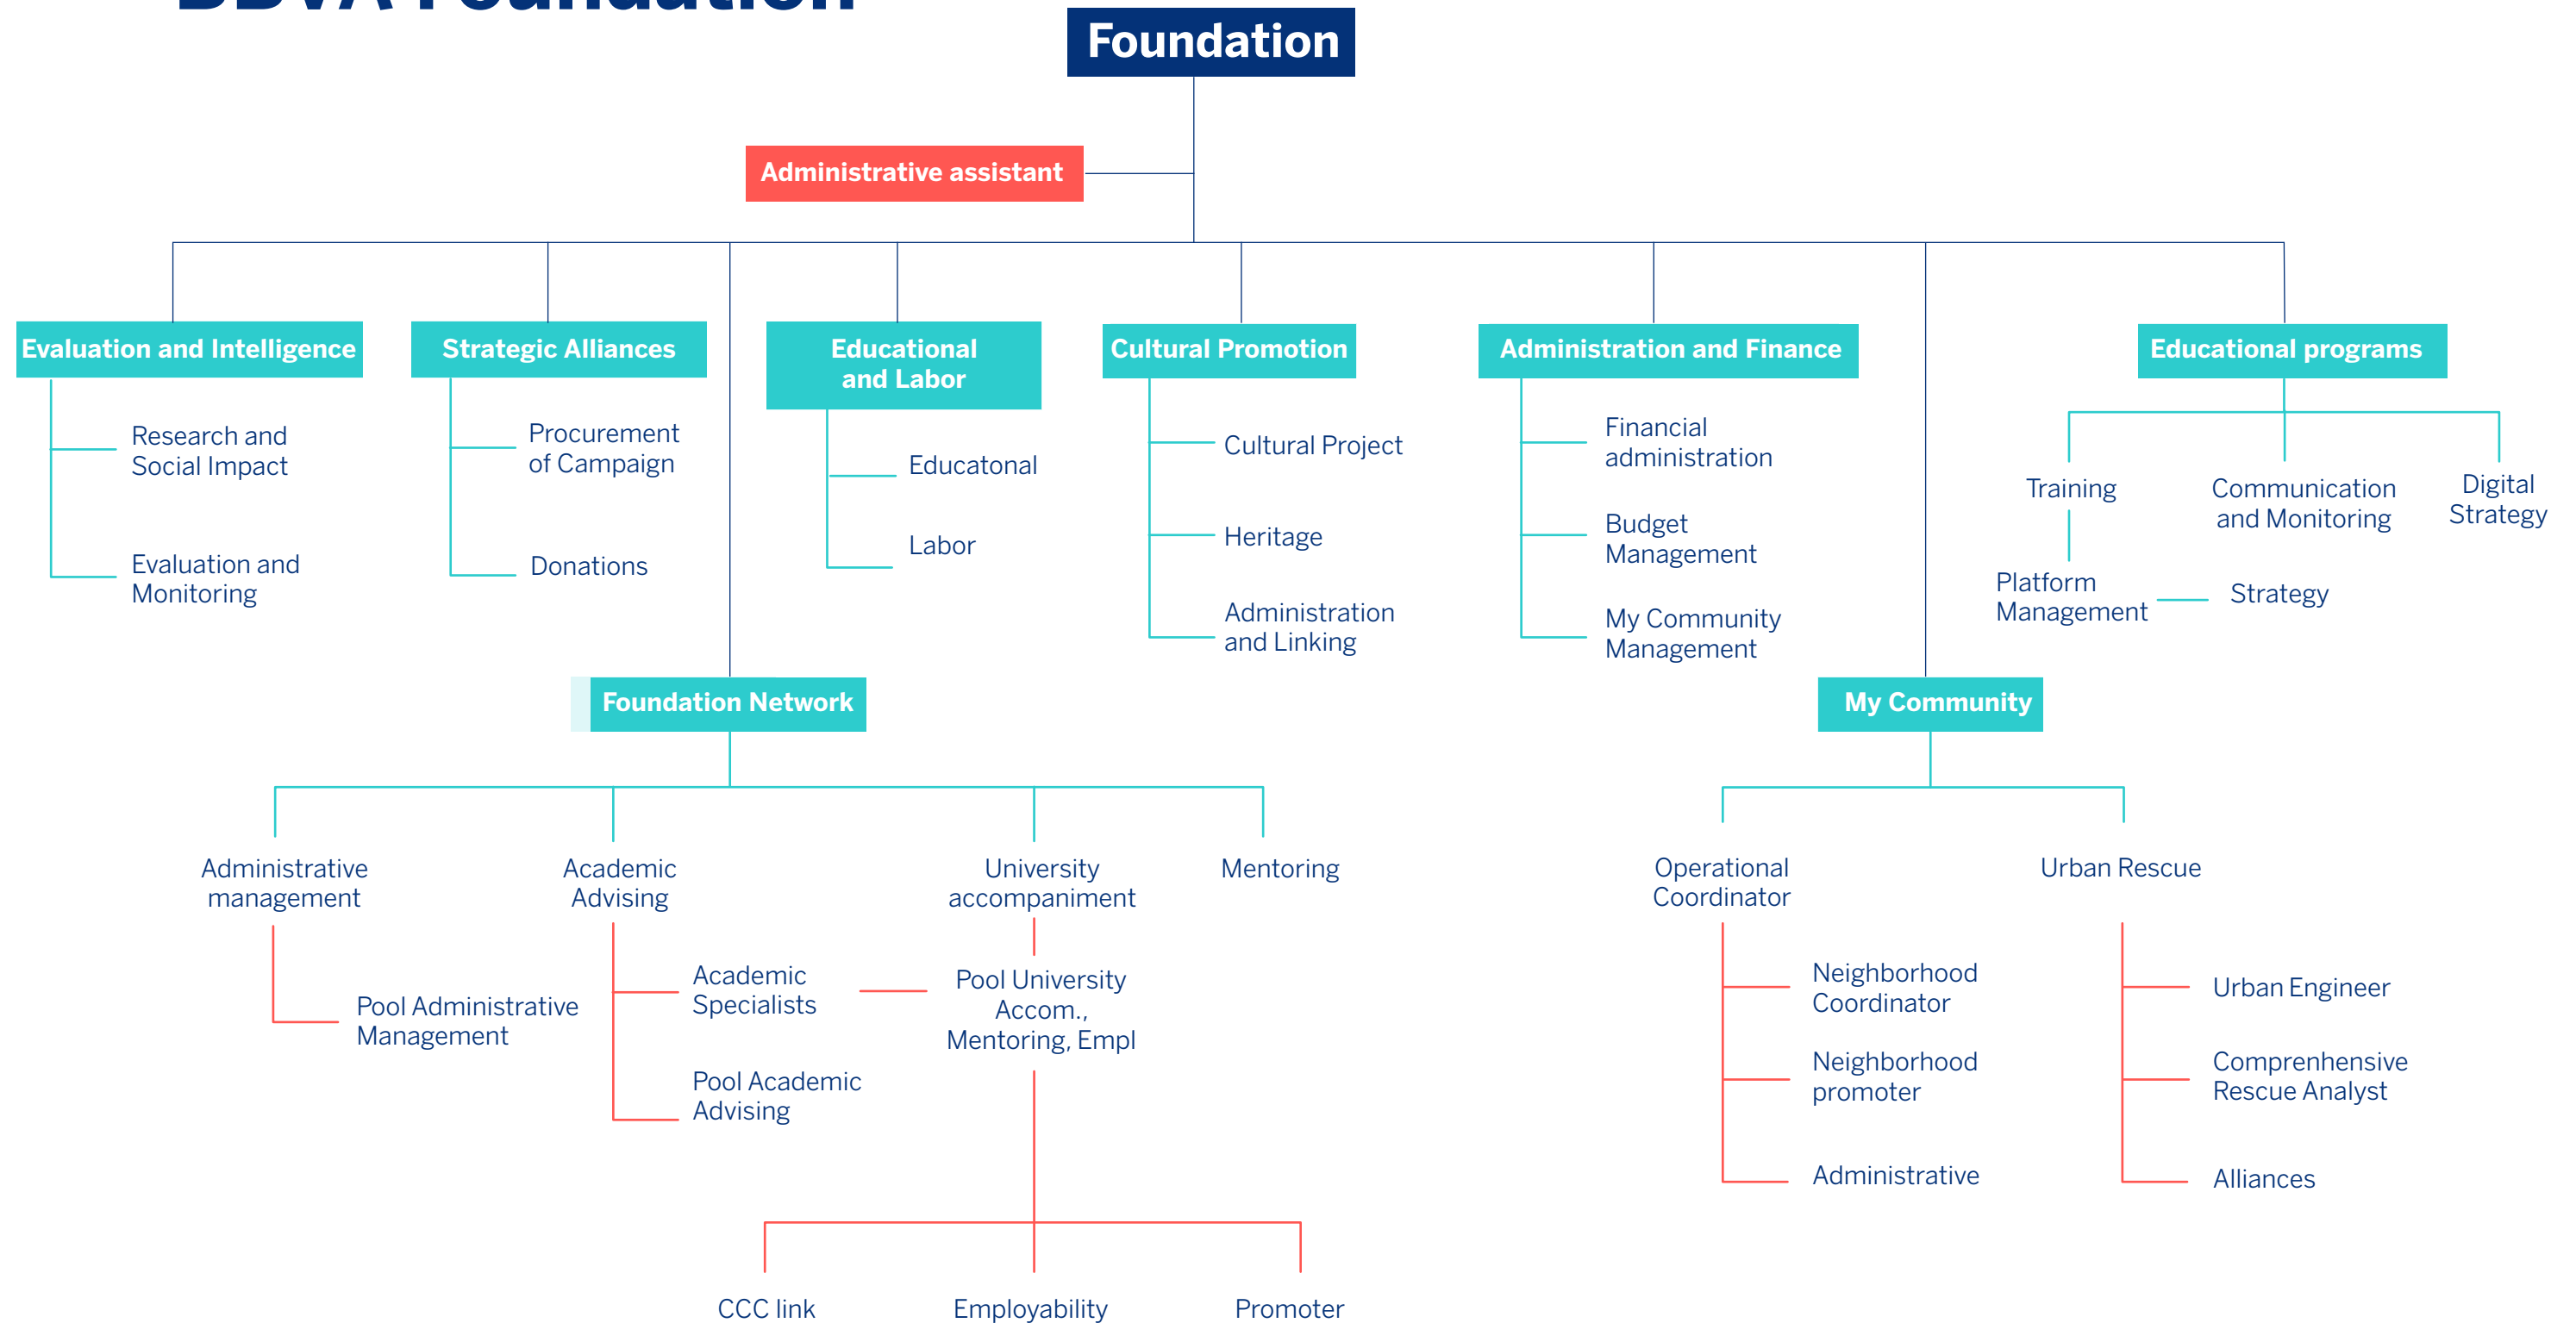 BBVA Foundation
Foundation
Administrative assistant
Evaluation and Intelligence
Research and
Social Impact
Evaluation and
Monitoring
Strategic Alliances
Procurement
of Campaign
Donations
Educational
and Labor
Educatonal
Labor
Cultural Promotion
Cultural Project
Heritage
Administration
and Linking
Administration and Finance
Financial
administration
Budget
Management
My Community
Management
Educational programs
Training
Communication
and Monitoring
Digital
Strategy
Platform
Management
Strategy
Foundation Network
Administrative
management
Pool Administrative
Management
Academic
Advising
Academic
Specialists
Pool Academic
Advising
University
accompaniment
Pool University
Accom.,
Mentoring, Empl
Mentoring
CCC link
Employability
Promoter
My Community
Operational
Coordinator
Neighborhood
Coordinator
Neighborhood
promoter
Administrative
Urban Rescue
Urban Engineer
Comprenhensive
Rescue Analyst
Alliances